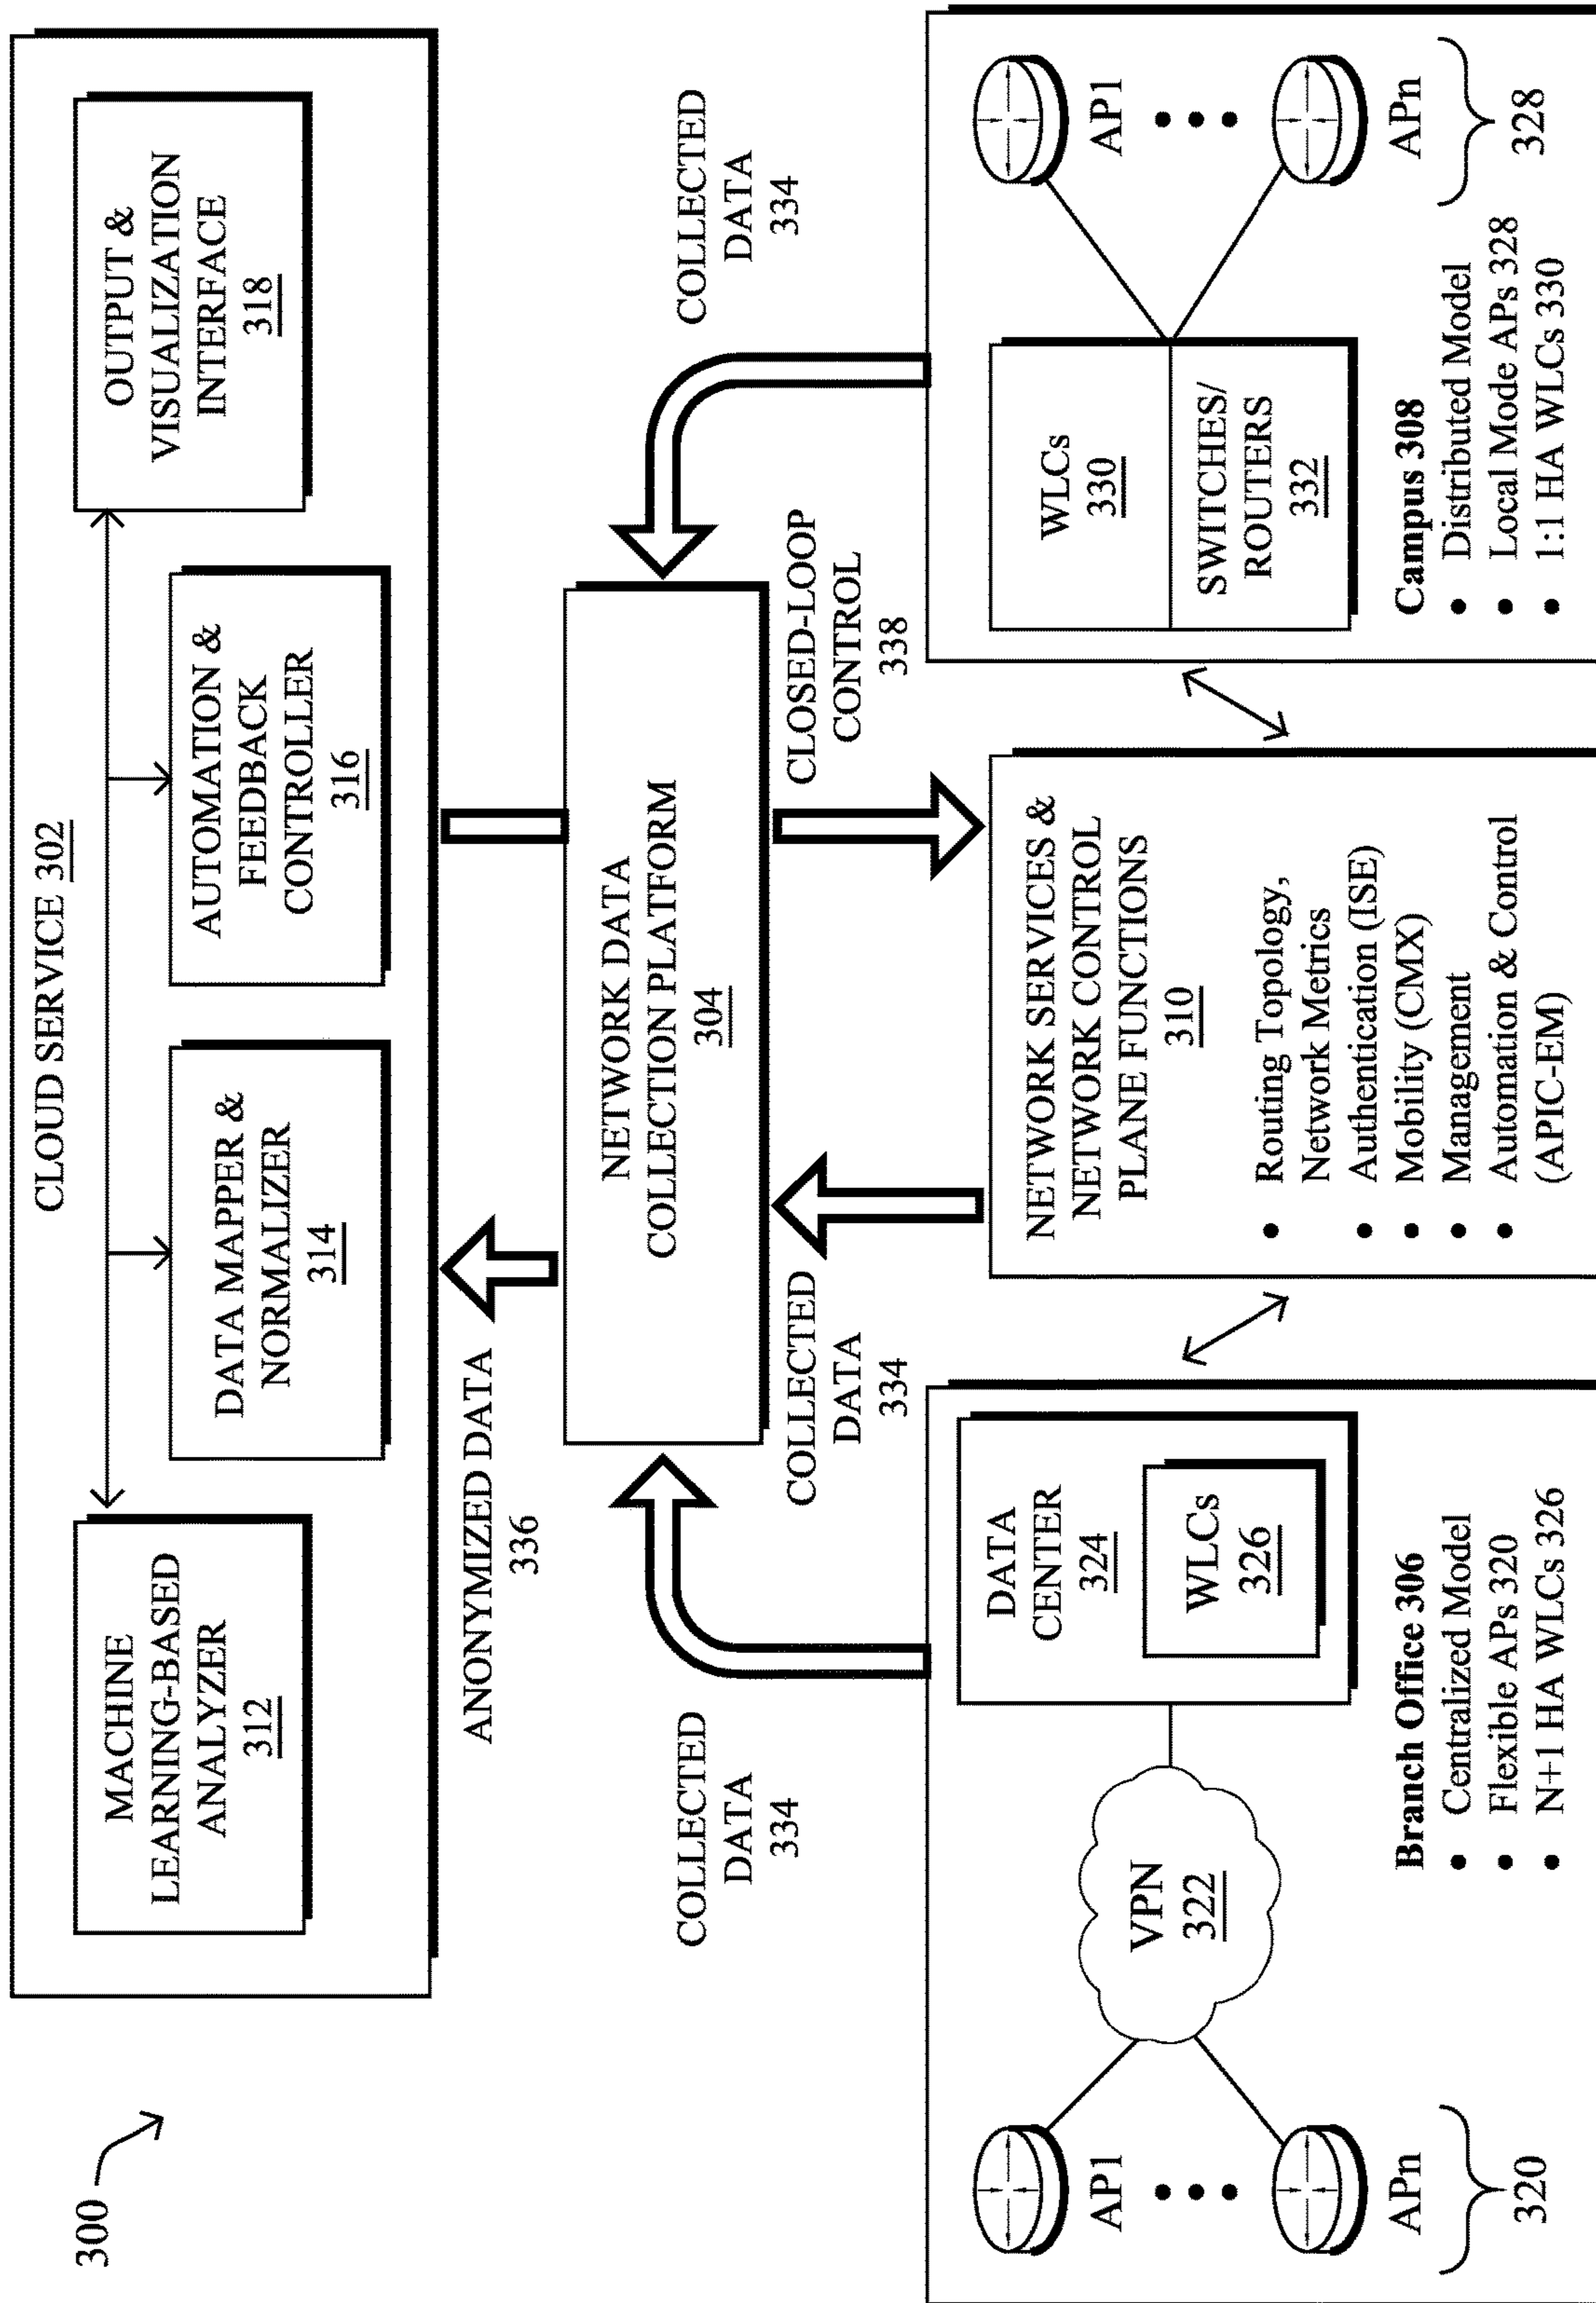 300
CLOUD SERVICE 302
MACHINE
LEARNING-BASED
ANALYZER
312
DATA MAPPER &
NORMALIZER
314
AUTOMATION &
FEEDBACK
CONTROLLER
316
OUTPUT &
VISUALIZATION
INTERFACE
318
ANONYMIZED DATA
336
COLLECTED
DATA
334
NETWORK DATA
COLLECTION PLATFORM
304
COLLECTED
DATA
334
COLLECTED
DATA
334
CLOSED-LOOP
CONTROL
338
AP1
APn
320
VPN
322
DATA
CENTER
324
WLCs
326
Branch Office 306
• Centralized Model
• Flexible APs 320
• N+1 HA WLCs 326
NETWORK SERVICES &
NETWORK CONTROL
PLANE FUNCTIONS
310
• Routing Topology,
Network Metrics
• Authentication (ISE)
• Mobility (CMX)
• Management
• Automation & Control
(APIC-EM)
WLCs
330
SWITCHES/
ROUTERS
332
AP1
APn
328
Campus 308
• Distributed Model
• Local Mode APs 328
• 1:1 HA WLCs 330